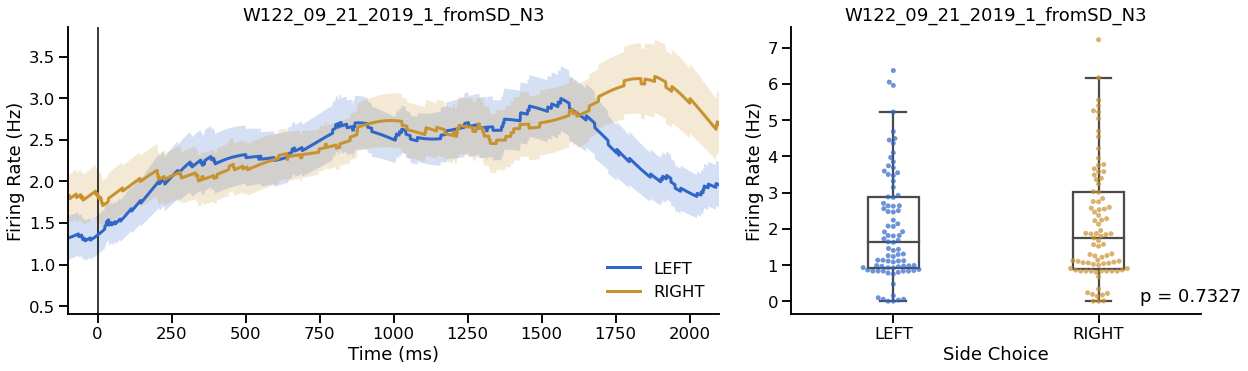 W122_09_21_2019_1_fromSD_N3
Firing Rate (Hz)
3.5
3.0
2.5
2.0
1.5
1.0
0.5
0
250
500
750
1000
1250
1500
1750
2000
Time (ms)
LEFT
RIGHT
W122_09_21_2019_1_fromSD_N3
Firing Rate (Hz)
7
6
5
4
3
2
1
0
p = 0.7327
LEFT
RIGHT
Side Choice